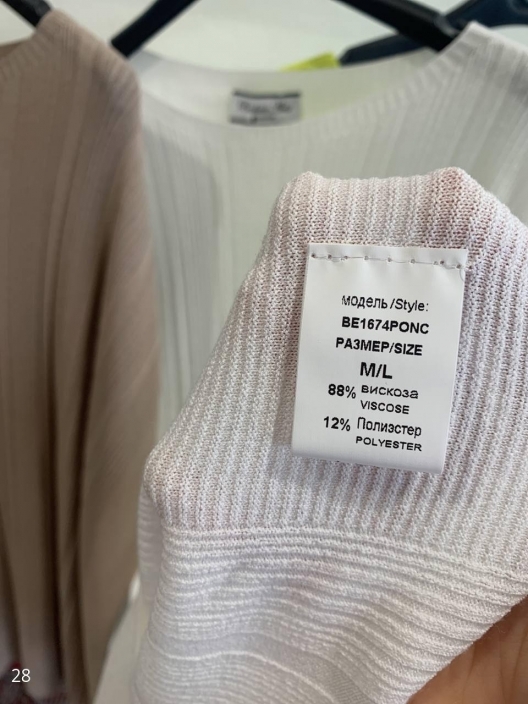 модель/Style:
BE1674PONC
РАЗМЕР/SIZE
M/L
88% вискоза
VISCOSE
12% Полиэстер
POLYESTER
28